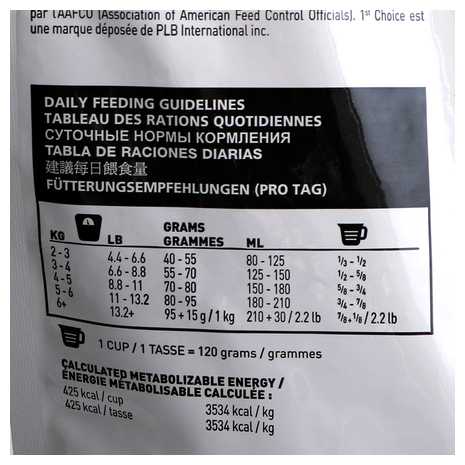 par l'AAFCO (Association of American Feed Control Officials). 1st Choice est
une marque déposée de PLB International inc.
DAILY FEEDING GUIDELINES
TABLEAU DES RATIONS QUOTIDIENNES
СУТОЧНЫЕ НОРМЫ КОРМЛЕНИЯ
TABLA DE RACIONES DIARIAS
建議每日餵食量
FÜTTERUNGSEMPFEHLUNGEN (PRO TAG)
KG LB GRAMS GRAMMES ML
2 - 3 4.4 - 6.6 40 - 55 80 - 125 1/3 - 1/2
3 - 4 6.6 - 8.8 55 - 70 125 - 150 1/2 - 5/8
4 - 5 8.8 - 11 70 - 80 150 - 180 5/8 - 3/4
5 - 6 11 - 13.2 80 - 95 180 - 210 3/4 - 7/8
6+ 13.2+ 95 + 15 g / 1 kg 210 + 30 / 2.2 lb 7/8 + 1/8 / 2.2 lb
1 CUP / 1 TASSE = 120 grams / grammes
CALCULATED METABOLIZABLE ENERGY /
ÉNERGIE MÉTABOLISABLE CALCULÉE :
425 kcal / cup 3534 kcal / kg
425 kcal / tasse 3534 kcal / kg